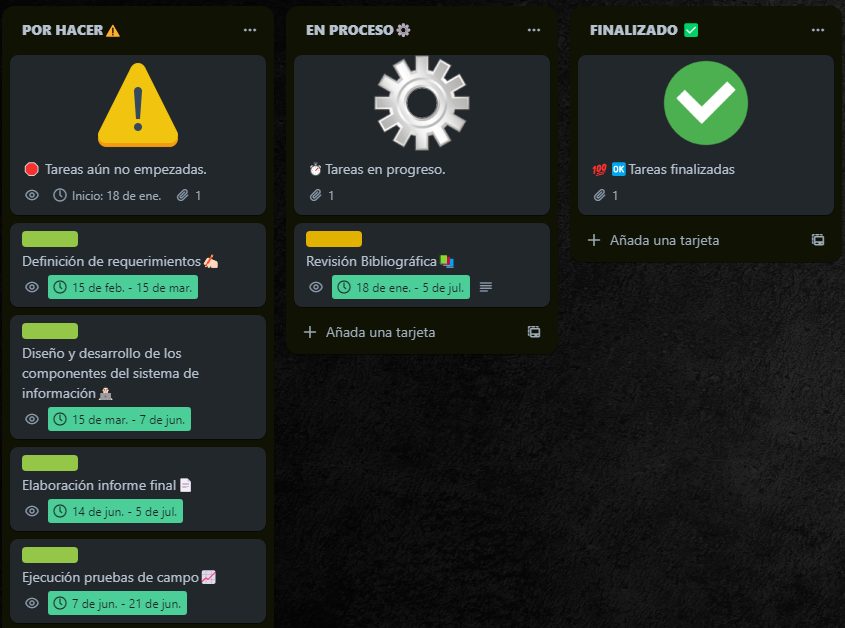 POR HACER⚠️
🛑 Tareas aún no empezadas.
Inicio: 18 de ene. 1
Definición de requerimientos✍🏻
15 de feb. - 15 de mar.
Diseño y desarrollo de los
componentes del sistema de
información👨🏻‍💻
15 de mar. - 7 de jun.
Elaboración informe final📄
14 de jun. - 5 de jul.
Ejecución pruebas de campo📈
7 de jun. - 21 de jun.
EN PROCESO⚙️
⏱️Tareas en progreso.
1
Revisión Bibliográfica📚
18 de ene. - 5 de jul.
+ Añada una tarjeta
FINALIZADO ✅
💯 🆗Tareas finalizadas
1
+ Añada una tarjeta